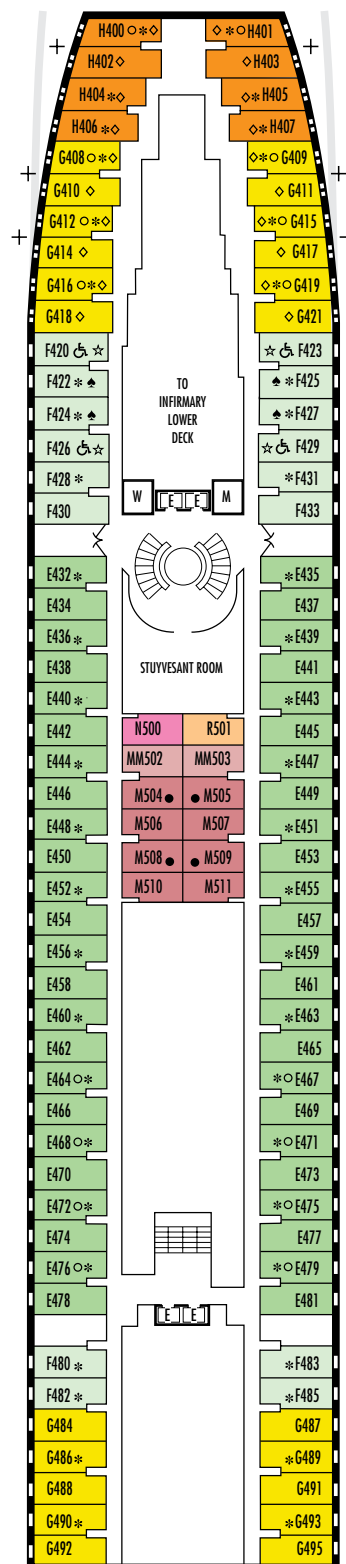 H400 ○*◇ ◇*○ H401
H402 ◇ ◇ H403
H404 *◇ ◇* H405
H406 *◇ ◇* H407
G408 ○*◇ ◇*○ G409
G410 ◇ ◇ G411
G412 ○*◇ ◇*○ G415
G414 ◇ ◇ G417
G416 ○*◇ ◇*○ G419
G418 ◇ ◇ G421
F420 ♿☆ ☆♿ F423
F422 *♠ ♠* F425
TO
INFIRMARY
LOWER
DECK
F424 *♠ ♠* F427
F426 ♿☆ ☆♿ F429
F428 * * F431
W E E M
F430 F433
E432 * * E435
E434 E437
E436 * * E439
E438 STUYVESANT ROOM E441
E440 * * E443
E442 N500 R501 E445
E444 * MM502 MM503 * E447
E446 M504 ● ● M505 E449
E448 * M506 M507 * E451
E450 M508 ● ● M509 E453
E452 * M510 M511 * E455
E454 E457
E456 * * E459
E458 E461
E460 * * E463
E462 E465
E464 ○* *○ E467
E466 E469
E468 ○* *○ E471
E470 E473
E472 ○* *○ E475
E474 E477
E476 ○* *○ E479
E478 E481
E E
F480 * * F483
F482 * * F485
G484 G487
G486 * * G489
G488 G491
G490 * * G493
G492 G495